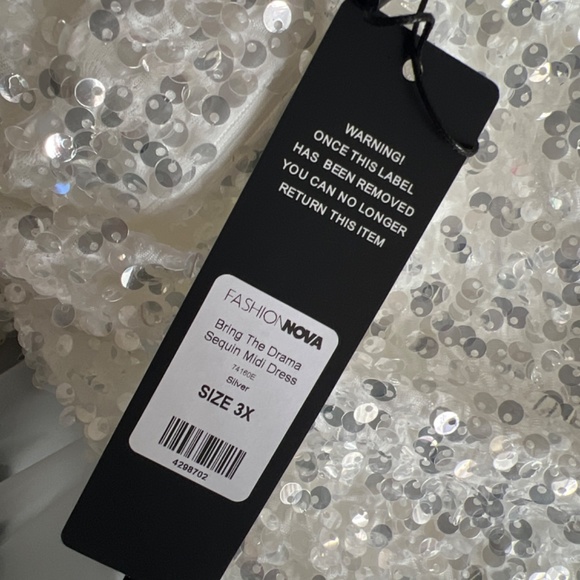 WARNING!
ONCE THIS LABEL
HAS BEEN REMOVED
YOU CAN NO LONGER
RETURN THIS ITEM
FASHIONNOVA
Bring The Drama
Sequin Midi Dress
74160E
Silver
SIZE 3X
4298702